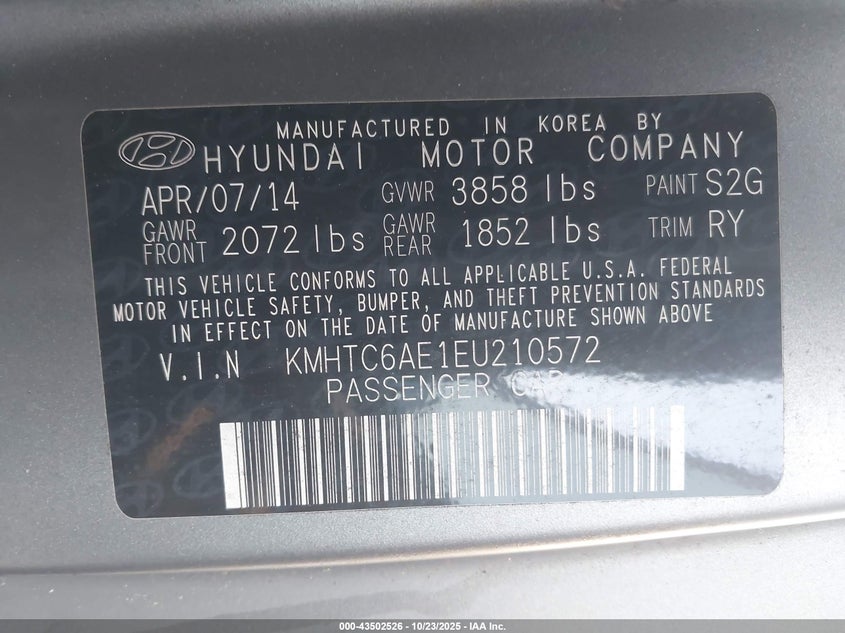 MANUFACTURED IN KOREA BY
HYUNDAI MOTOR COMPANY
APR/07/14 GVWR 3858 lbs PAINT S2G
GAWR FRONT 2072 lbs GAWR REAR 1852 lbs TRIM RY
THIS VEHICLE CONFORMS TO ALL APPLICABLE U.S.A. FEDERAL
MOTOR VEHICLE SAFETY, BUMPER, AND THEFT PREVENTION STANDARDS
IN EFFECT ON THE DATE OF MANUFACTURE SHOWN ABOVE
V.I.N KMHTC6AE1EU210572
PASSENGER CAR
000-43502526 - 10/23/2025 - IAA Inc.